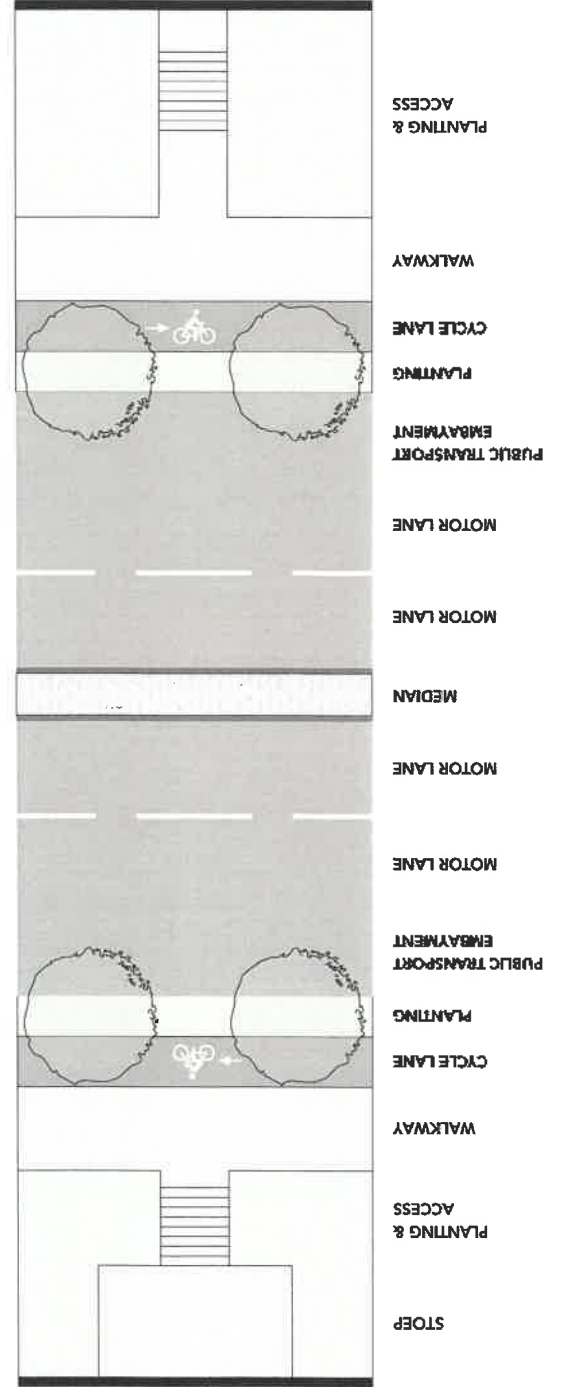 STOEP
PLANTING &
ACCESS
WALKWAY
CYCLE LANE
PLANTING
PUBLIC TRANSPORT
EMBAYMENT
MOTOR LANE
MOTOR LANE
MEDIAN
MOTOR LANE
MOTOR LANE
PUBLIC TRANSPORT
EMBAYMENT
PLANTING
CYCLE LANE
WALKWAY
PLANTING &
ACCESS